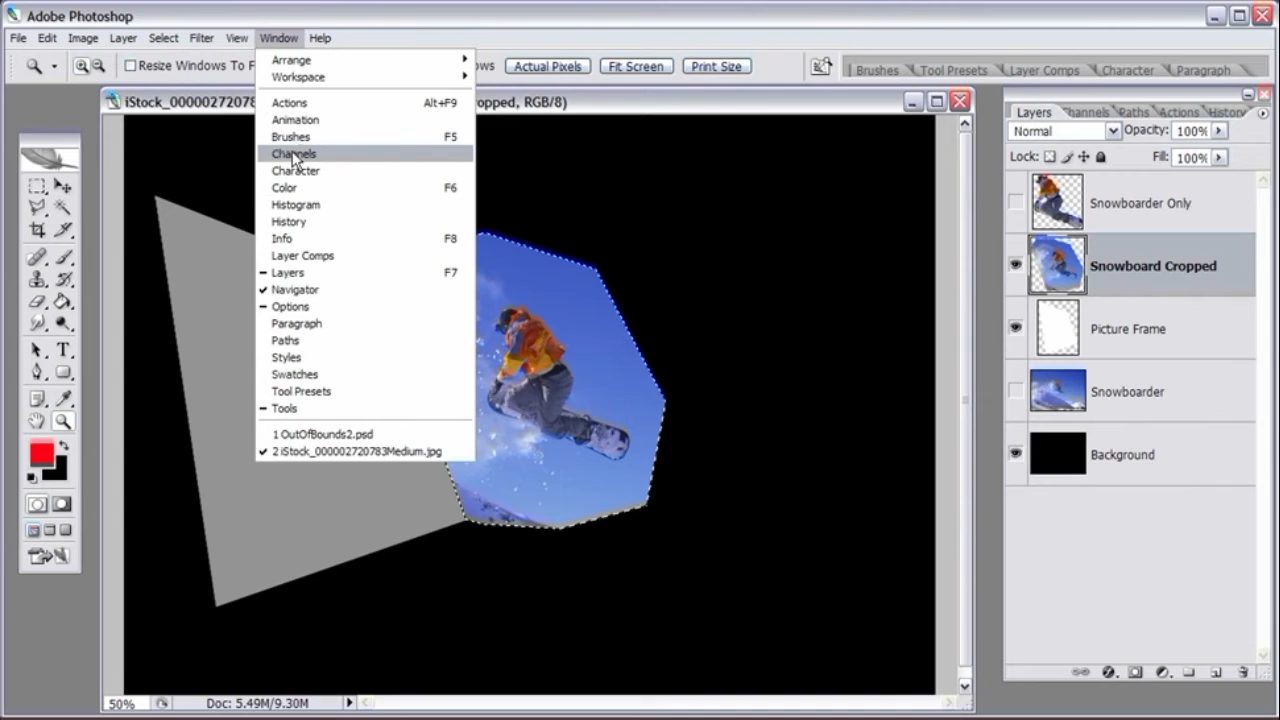 Adobe Photoshop
File Edit Image Layer Select Filter View Window Help
Resize Windows To F
ows
Actual Pixels
Fit Screen
Print Size
Brushes
Tool Presets
Layer Comps
Character
Paragraph
iStock_00000272078
opped, RGB/8)
Arrange
Workspace
Actions Alt+F9
Animation
Brushes F5
Channels
Character
Color F6
Histogram
History
Info F8
Layer Comps
Layers F7
Navigator
Options
Paragraph
Paths
Styles
Swatches
Tool Presets
Tools
1 OutOfBounds2.psd
2 iStock_000002720783Medium.jpg
T
50%
Doc: 5.49M/9.30M
Layers Channels Paths Actions History
Normal Opacity: 100%
Lock: Fill: 100%
Snowboarder Only
Snowboard Cropped
Picture Frame
Snowboarder
Background